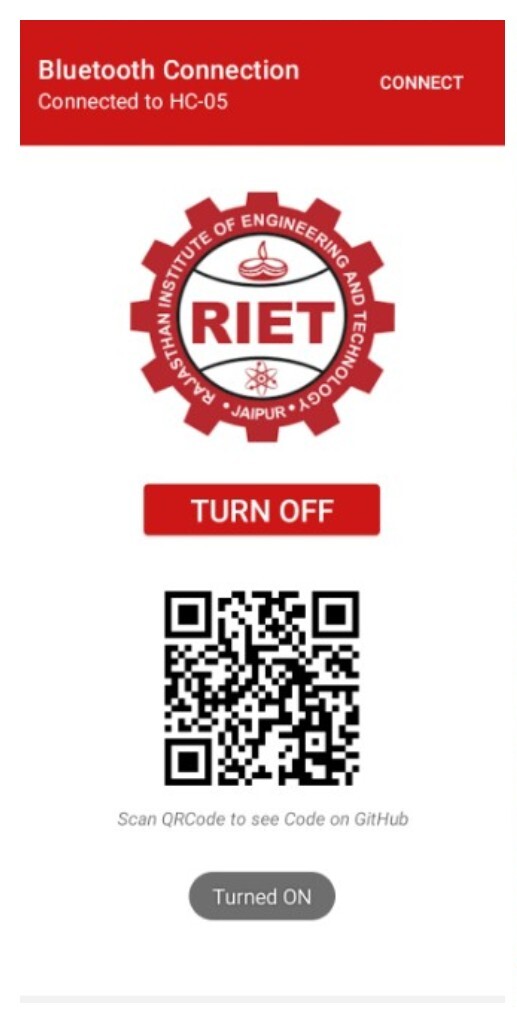 Bluetooth Connection
Connected to HC-05
CONNECT
RAJASTHAN INSTITUTE OF ENGINEERING AND TECHNOLOGY
RIET
• JAIPUR •
TURN OFF
Scan QRCode to see Code on GitHub
Turned ON